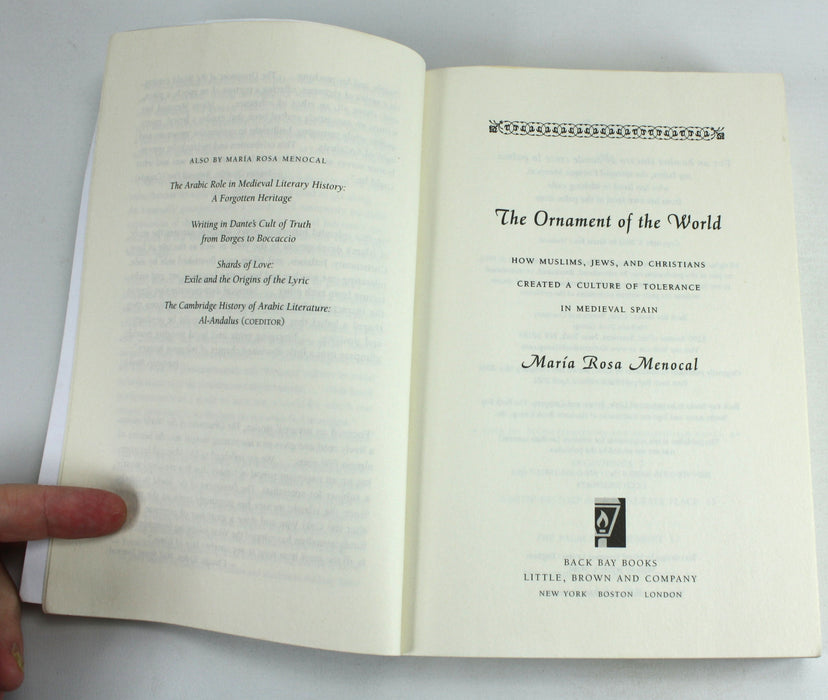 ALSO BY MARÍA ROSA MENOCAL
The Arabic Role in Medieval Literary History:
A Forgotten Heritage
Writing in Dante's Cult of Truth
from Borges to Boccaccio
Shards of Love:
Exile and the Origins of the Lyric
The Cambridge History of Arabic Literature:
Al-Andalus (COEDITOR)
The Ornament of the World
HOW MUSLIMS, JEWS, AND CHRISTIANS
CREATED A CULTURE OF TOLERANCE
IN MEDIEVAL SPAIN
María Rosa Menocal
BACK BAY BOOKS
LITTLE, BROWN AND COMPANY
NEW YORK BOSTON LONDON